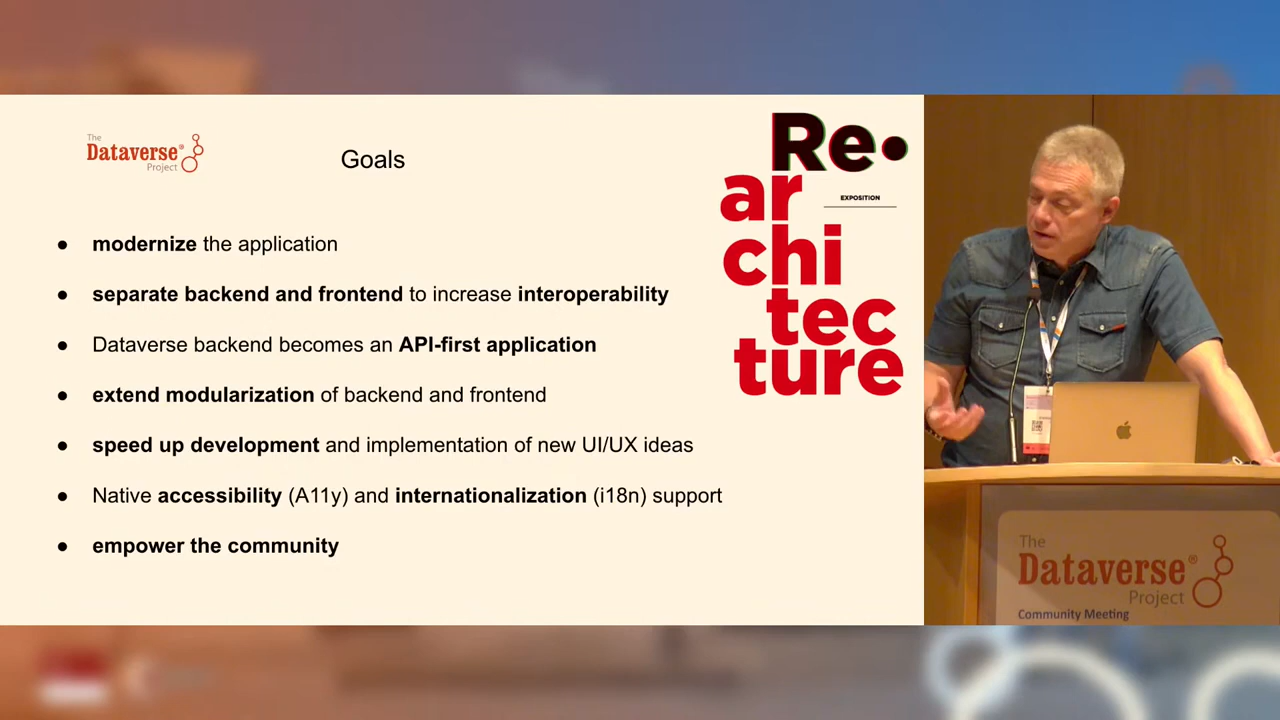 The
Dataverse®
Project
Goals
Re•
ar
EXPOSITION
chi
tec
ture
● modernize the application
● separate backend and frontend to increase interoperability
● Dataverse backend becomes an API-first application
● extend modularization of backend and frontend
● speed up development and implementation of new UI/UX ideas
● Native accessibility (A11y) and internationalization (i18n) support
● empower the community
The
Dataverse®
Project
Community Meeting